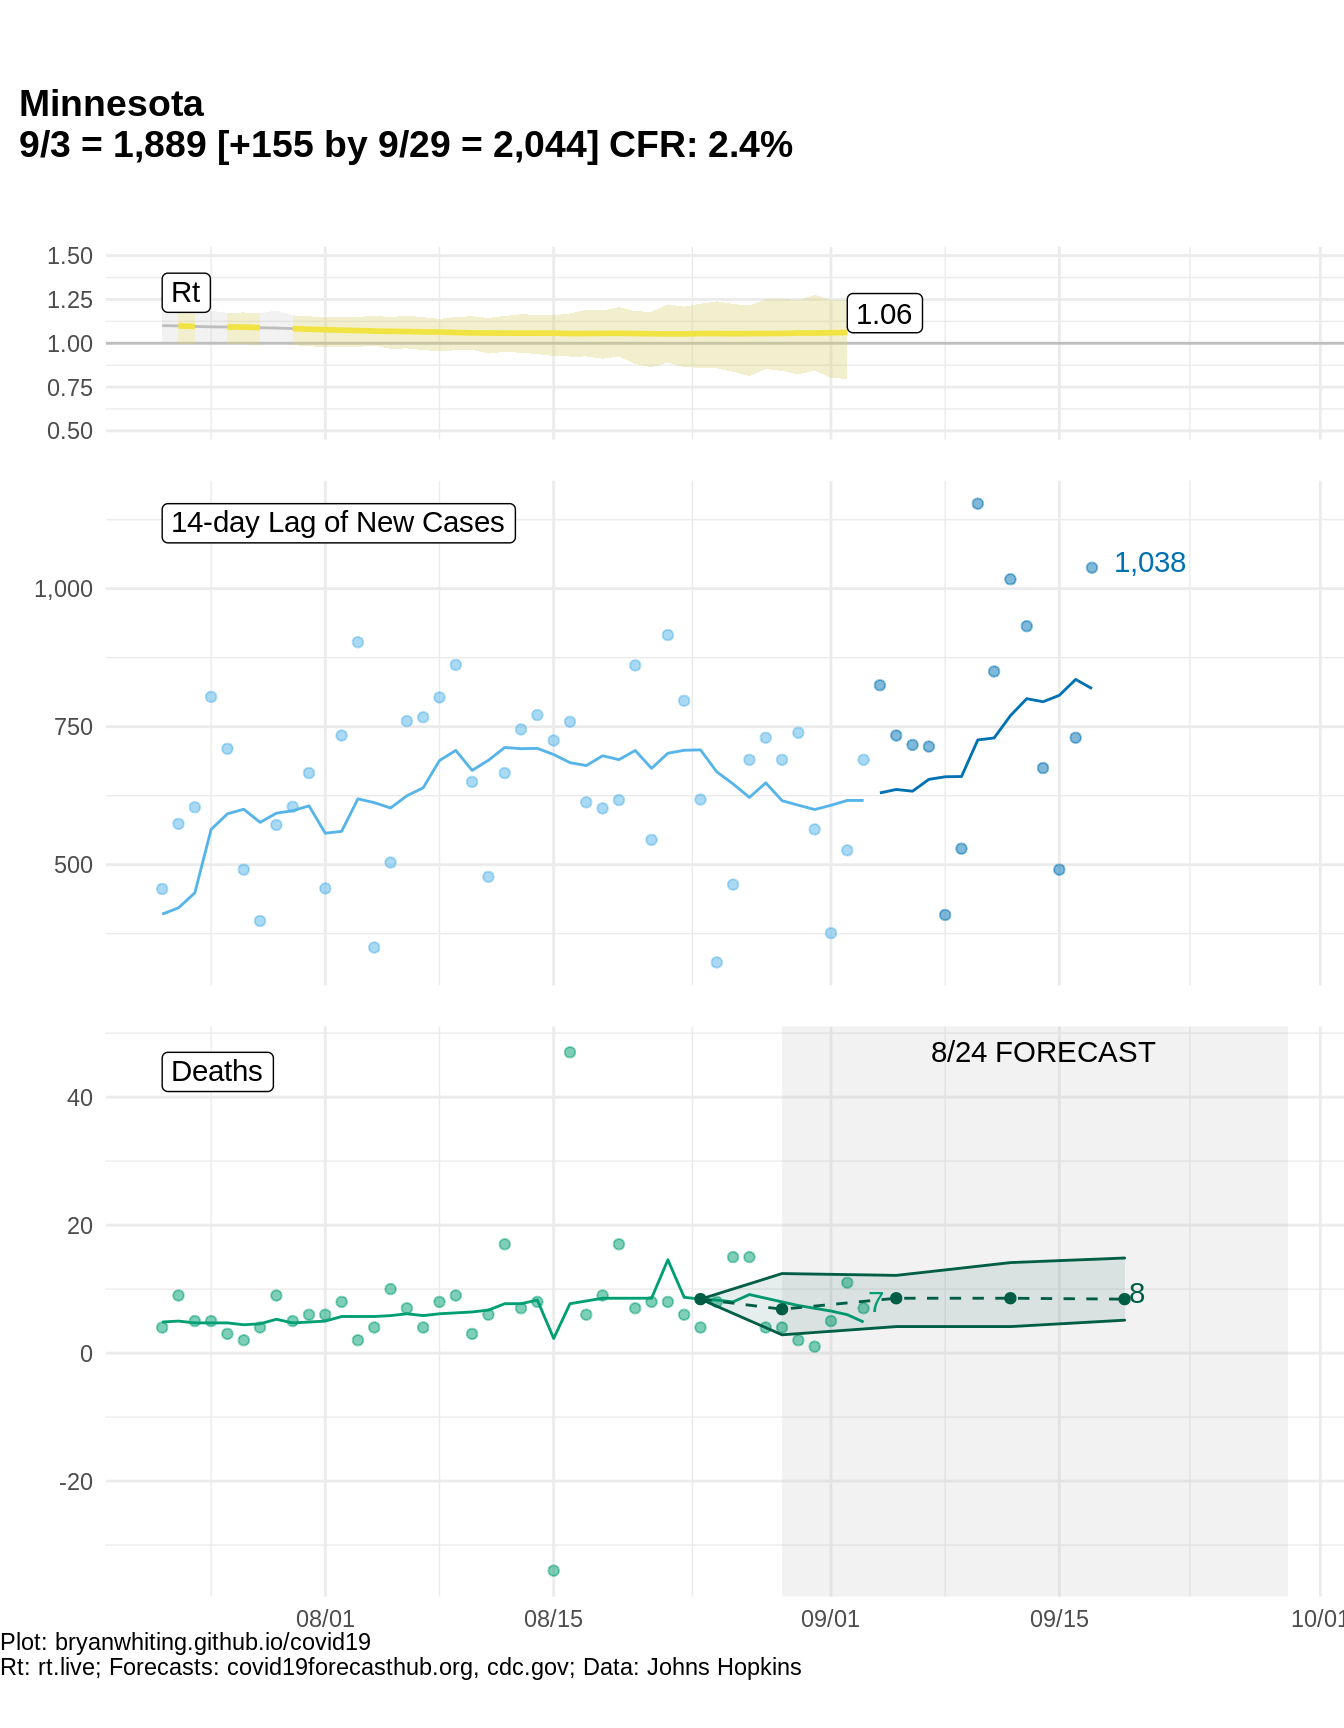 Minnesota
9/3 = 1,889 [+155 by 9/29 = 2,044] CFR: 2.4%
1.50
1.25
1.00
0.75
0.50
Rt
1.06
14-day Lag of New Cases
1,038
1,000
750
500
8/24 FORECAST
Deaths
40
20
0
-20
7
8
08/01
08/15
09/01
09/15
10/01
Plot: bryanwhiting.github.io/covid19
Rt: rt.live; Forecasts: covid19forecasthub.org, cdc.gov; Data: Johns Hopkins